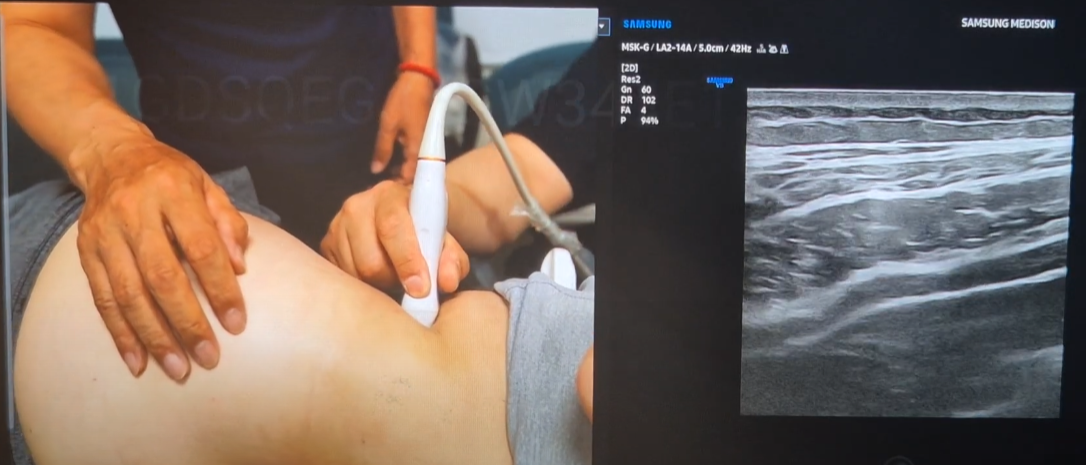 SAMSUNG
SAMSUNG MEDISON
MSK-G / LA2-14A / 5.0cm / 42Hz
[2D]
Res2
Gn 60
DR 102
FA 4
P 94%